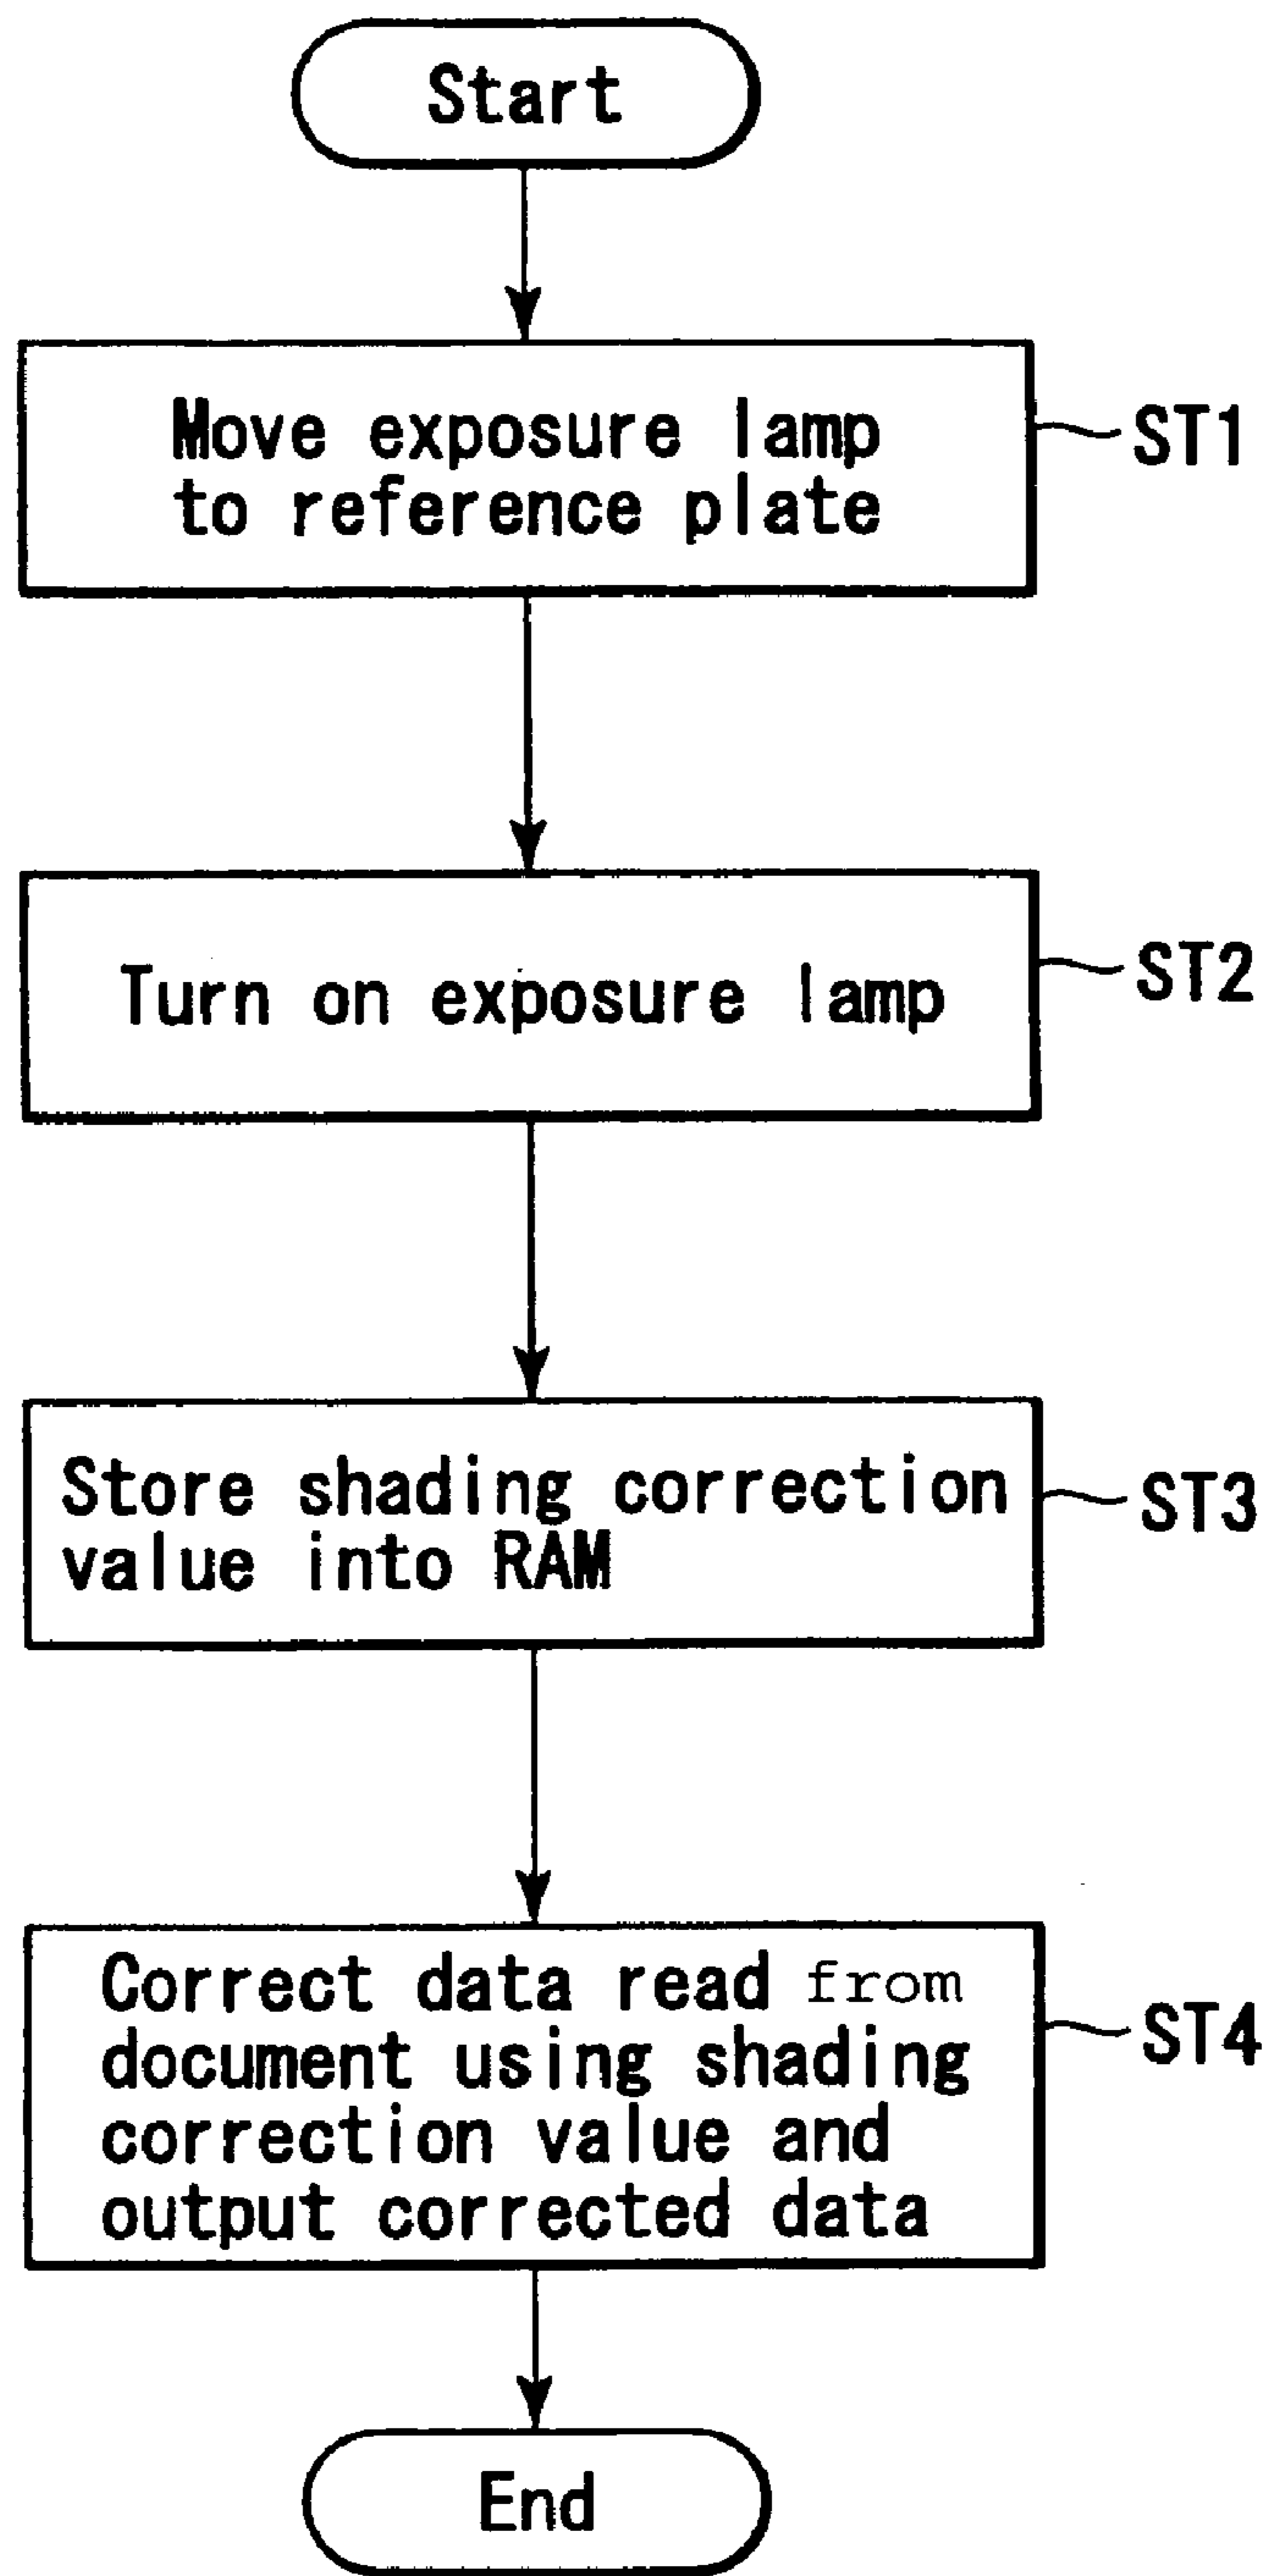 Start
Move exposure lamp
to reference plate
ST1
Turn on exposure lamp
ST2
Store shading correction
value into RAM
ST3
Correct data read from
document using shading
correction value and
output corrected data
ST4
End